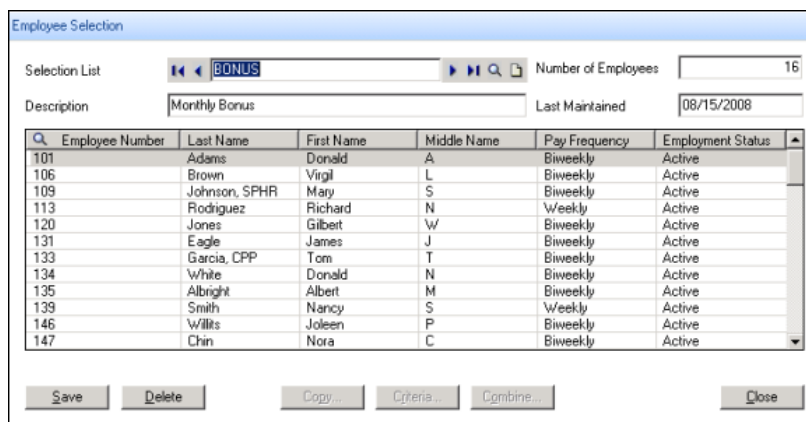 Employee Selection
Selection List BONUS Number of Employees 16
Description Monthly Bonus Last Maintained 08/15/2008
Employee Number Last Name First Name Middle Name Pay Frequency Employment Status
101 Adams Donald A Biweekly Active
106 Brown Virgil L Biweekly Active
109 Johnson, SPHR Mary S Biweekly Active
113 Rodriguez Richard N Weekly Active
120 Jones Gilbert W Biweekly Active
131 Eagle James J Biweekly Active
133 Garcia, CPP Tom T Biweekly Active
134 White Donald N Biweekly Active
135 Albright Albert M Biweekly Active
139 Smith Nancy S Weekly Active
146 Willits Joleen P Biweekly Active
147 Chin Nora C Biweekly Active
Save Delete Copy... Criteria... Combine... Close